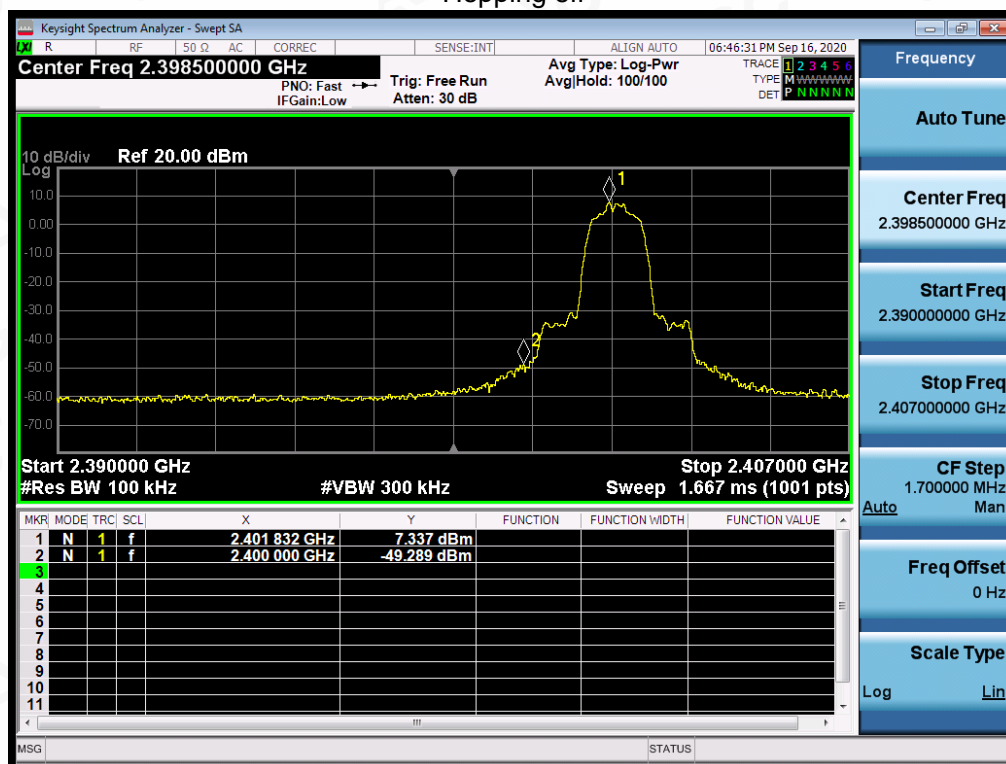 Hopping off
Keysight Spectrum Analyzer - Swept SA
LXI R RF 50 Ω AC CORREC SENSE:INT ALIGN AUTO 06:46:31 PM Sep 16, 2020
Center Freq 2.398500000 GHz
PNO: Fast
IFGain:Low
Trig: Free Run
Atten: 30 dB
Avg Type: Log-Pwr
Avg|Hold: 100/100
TRACE 1 2 3 4 5 6
TYPE M WWWWW
DET P N N N N N
10 dB/div Ref 20.00 dBm
Log
10.0
0.00
-10.0
-20.0
-30.0
-40.0
-50.0
-60.0
-70.0
1
2
Start 2.390000 GHz Stop 2.407000 GHz
#Res BW 100 kHz #VBW 300 kHz Sweep 1.667 ms (1001 pts)
MKR MODE TRC SCL X Y FUNCTION FUNCTION WIDTH FUNCTION VALUE
1 N 1 f 2.401 832 GHz 7.337 dBm
2 N 1 f 2.400 000 GHz -49.289 dBm
3
4
5
6
7
8
9
10
11
MSG STATUS
Frequency
Auto Tune
Center Freq
2.398500000 GHz
Start Freq
2.390000000 GHz
Stop Freq
2.407000000 GHz
CF Step
1.700000 MHz
Auto Man
Freq Offset
0 Hz
Scale Type
Log Lin